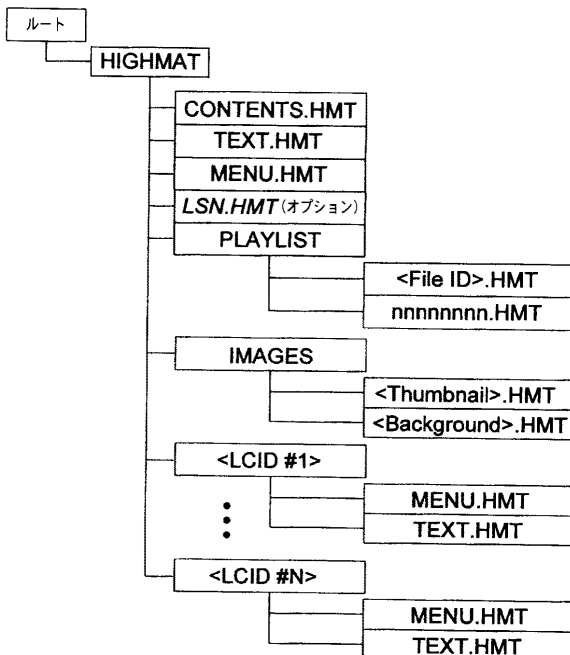 ルート
HIGHMAT
CONTENTS.HMT
TEXT.HMT
MENU.HMT
LSN.HMT(オプション)
PLAYLIST
<File ID>.HMT
nnnnnnnn.HMT
IMAGES
<Thumbnail>.HMT
<Background>.HMT
<LCID #1>
MENU.HMT
TEXT.HMT
<LCID #N>
MENU.HMT
TEXT.HMT